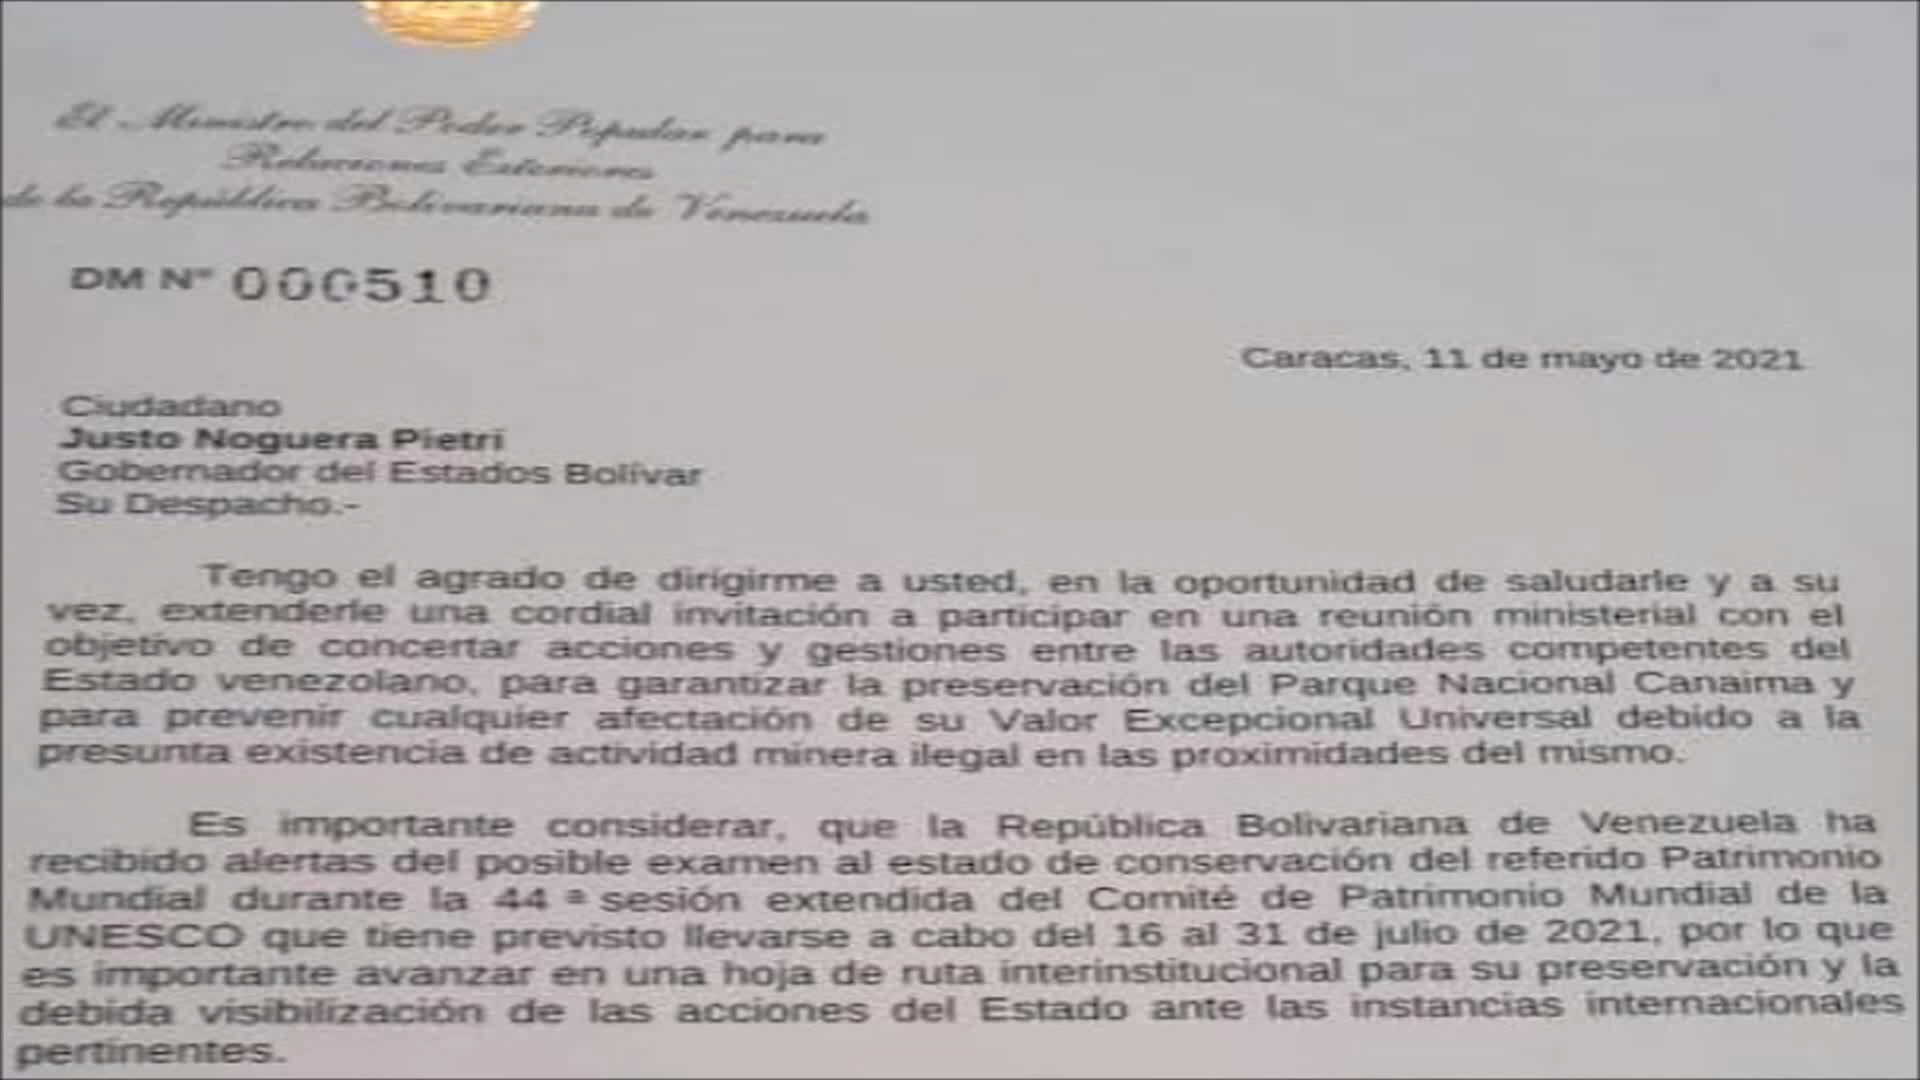 El Ministro del Poder Popular para
Relaciones Exteriores
de la República Bolivariana de Venezuela
DM Nº 000510
Caracas, 11 de mayo de 2021
Ciudadano
Justo Noguera Pietri
Gobernador del Estados Bolívar
Su Despacho.-
Tengo el agrado de dirigirme a usted, en la oportunidad de saludarle y a su
vez, extenderle una cordial invitación a participar en una reunión ministerial con el
objetivo de concertar acciones y gestiones entre las autoridades competentes del
Estado venezolano, para garantizar la preservación del Parque Nacional Canaima y
para prevenir cualquier afectación de su Valor Excepcional Universal debido a la
presunta existencia de actividad minera ilegal en las proximidades del mismo.
Es importante considerar, que la República Bolivariana de Venezuela ha
recibido alertas del posible examen al estado de conservación del referido Patrimonio
Mundial durante la 44 ª sesión extendida del Comité de Patrimonio Mundial de la
UNESCO que tiene previsto llevarse a cabo del 16 al 31 de julio de 2021, por lo que
es importante avanzar en una hoja de ruta interinstitucional para su preservación y la
debida visibilización de las acciones del Estado ante las instancias internacionales
pertinentes.